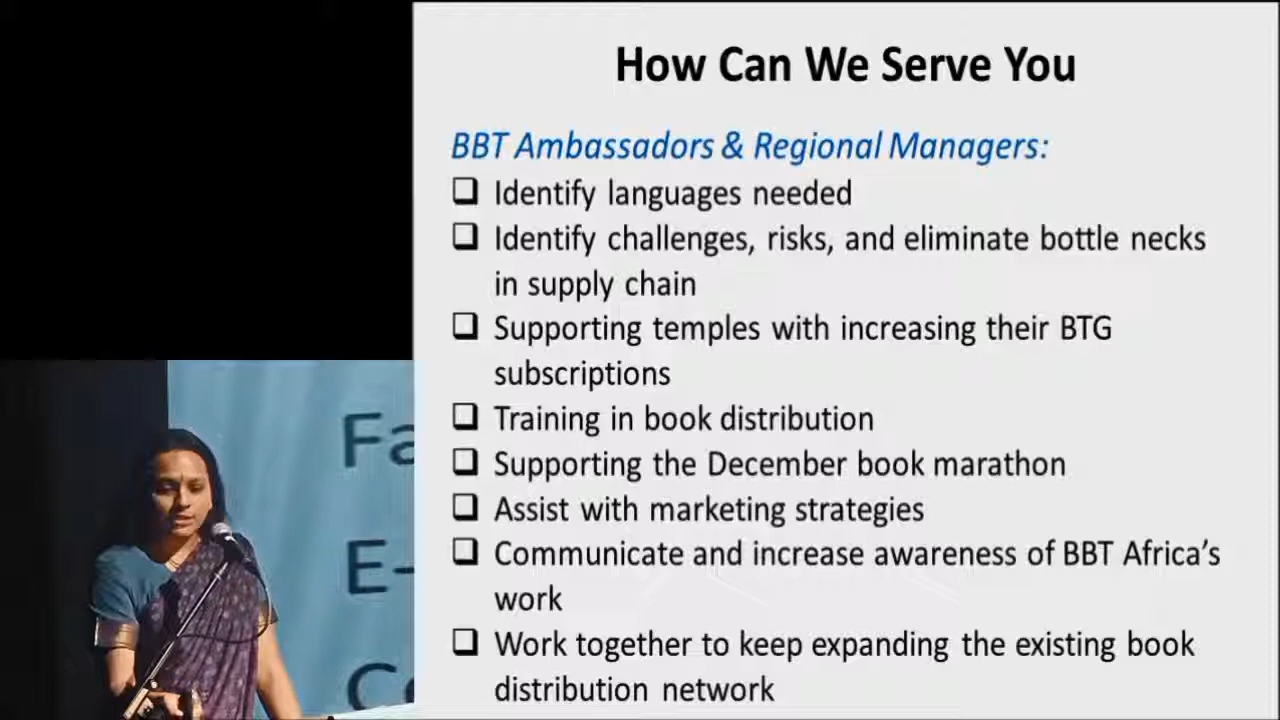 How Can We Serve You
BBT Ambassadors & Regional Managers:
❑ Identify languages needed
❑ Identify challenges, risks, and eliminate bottle necks
in supply chain
❑ Supporting temples with increasing their BTG
subscriptions
❑ Training in book distribution
❑ Supporting the December book marathon
❑ Assist with marketing strategies
❑ Communicate and increase awareness of BBT Africa's
work
❑ Work together to keep expanding the existing book
distribution network
Fa
E-